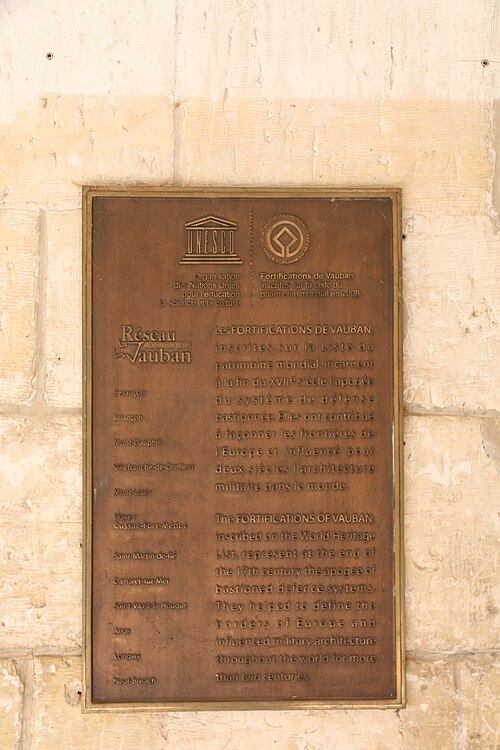 UNESCO
Organisation
des Nations Unies
pour l'éducation
la science et la culture
Fortifications de Vauban
inscrites sur la Liste du
patrimoine mondial en 2008
Réseau
Vauban
Besançon
Briançon
Mont-Dauphin
Villefranche-de-Conflent
Mont-Louis
Blaye/
Cussac-Fort-Médoc
Saint-Martin-de-Ré
Camaret-sur-Mer
Saint-Vaast-la-Hougue
Arras
Longwy
Neuf-Brisach
Les FORTIFICATIONS DE VAUBAN,
inscrites sur la Liste du
patrimoine mondial, incarnent
à la fin du XVIIe siècle l'apogée
du système de défense
bastionnée. Elles ont contribué
à façonner les frontières de
l'Europe et influencé pour
deux siècles l'architecture
militaire dans le monde.
The FORTIFICATIONS OF VAUBAN,
inscribed on the World Heritage
List, represent at the end of
the 17th century the apogee of
bastioned defence systems.
They helped to define the
borders of Europe and
influenced military architecture
throughout the world for more
than two centuries.